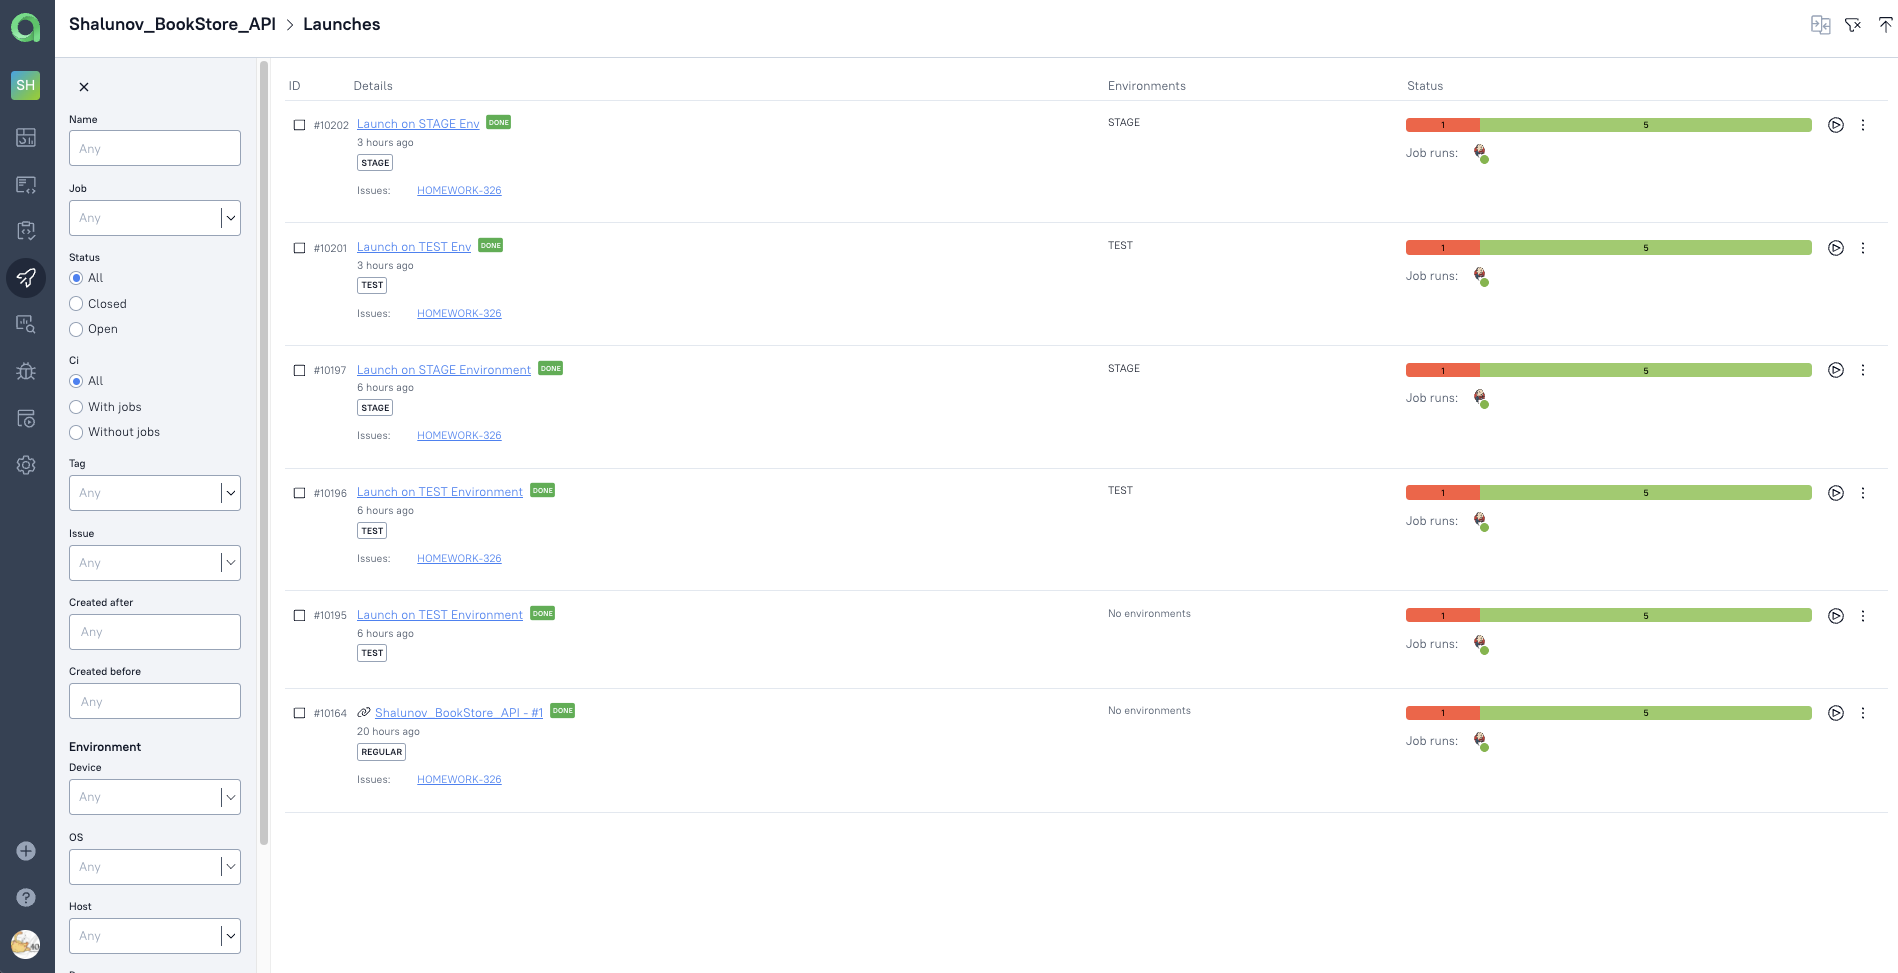 Shalunov_BookStore_API > Launches
SH
Name
Any
Job
Any
Status
All
Closed
Open
Ci
All
With jobs
Without jobs
Tag
Any
Issue
Any
Created after
Any
Created before
Any
Environment
Device
Any
OS
Any
Host
Any
ID Details Environments Status
#10202 Launch on STAGE Env DONE STAGE 1 5
3 hours ago Job runs:
STAGE
Issues: HOMEWORK-326
#10201 Launch on TEST Env DONE TEST 1 5
3 hours ago Job runs:
TEST
Issues: HOMEWORK-326
#10197 Launch on STAGE Environment DONE STAGE 1 5
6 hours ago Job runs:
STAGE
Issues: HOMEWORK-326
#10196 Launch on TEST Environment DONE TEST 1 5
6 hours ago Job runs:
TEST
Issues: HOMEWORK-326
#10195 Launch on TEST Environment DONE No environments 1 5
6 hours ago Job runs:
TEST
#10164 Shalunov_BookStore_API - #1 DONE No environments 1 5
20 hours ago Job runs:
REGULAR
Issues: HOMEWORK-326